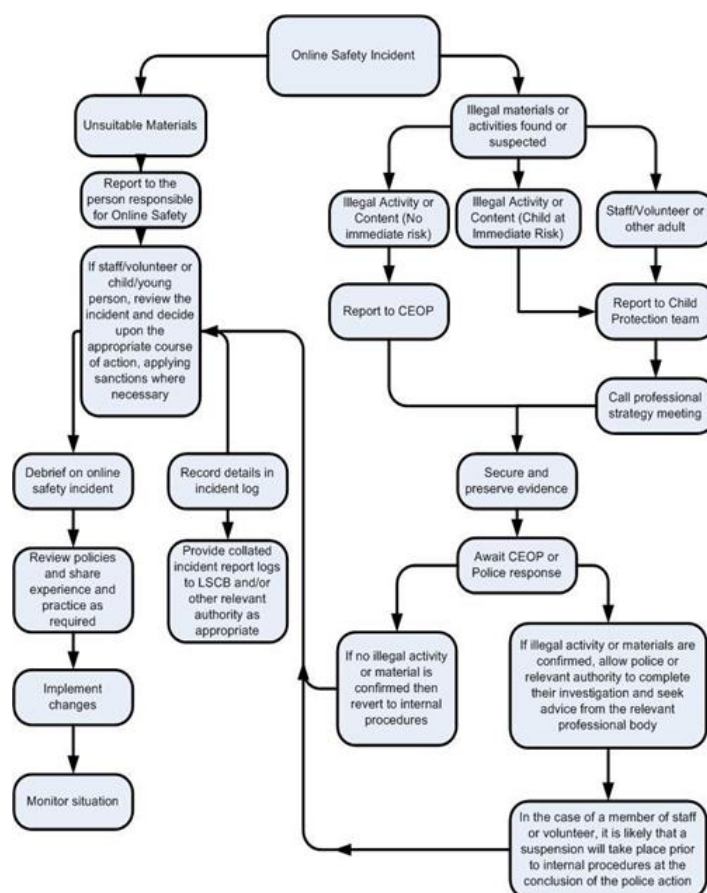 Online Safety Incident
Unsuitable Materials
Report to the
person responsible
for Online Safety
If staff/volunteer or
child/young
person, review the
incident and decide
upon the
appropriate course
of action, applying
sanctions where
necessary
Debrief on online
safety incident
Review policies
and share
experience and
practice as
required
Implement
changes
Monitor situation
Record details in
incident log
Provide collated
incident report logs
to LSCB and/or
other relevant
authority as
appropriate
Illegal materials or
activities found or
suspected
Illegal Activity or
Content (No
immediate risk)
Illegal Activity or
Content (Child at
Immediate Risk)
Staff/Volunteer or
other adult
Report to CEOP
Report to Child
Protection team
Call professional
strategy meeting
Secure and
preserve evidence
Await CEOP or
Police response
If no illegal activity
or material is
confirmed then
revert to internal
procedures
If illegal activity or materials are
confirmed, allow police or
relevant authority to complete
their investigation and seek
advice from the relevant
professional body
In the case of a member of staff
or volunteer, it is likely that a
suspension will take place prior
to internal procedures at the
conclusion of the police action